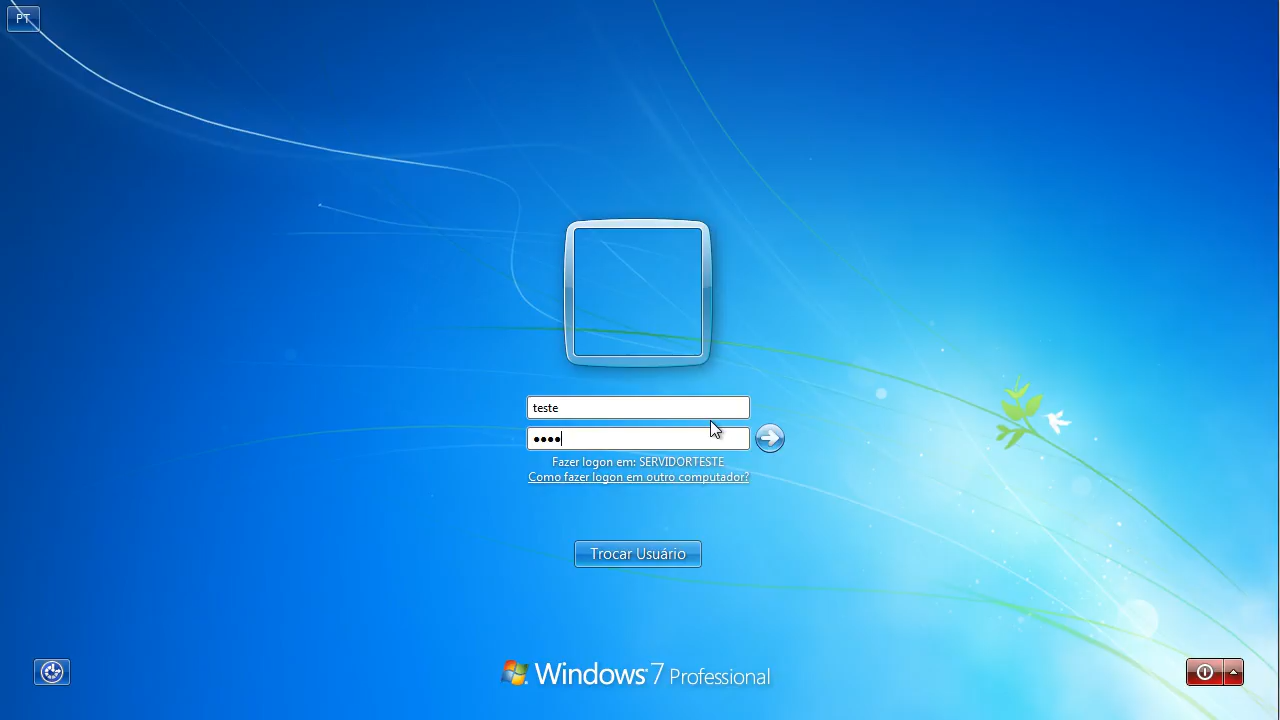 PT
teste
••••
Fazer logon em: SERVIDORTESTE
Como fazer logon em outro computador?
Trocar Usuário
Windows 7 Professional